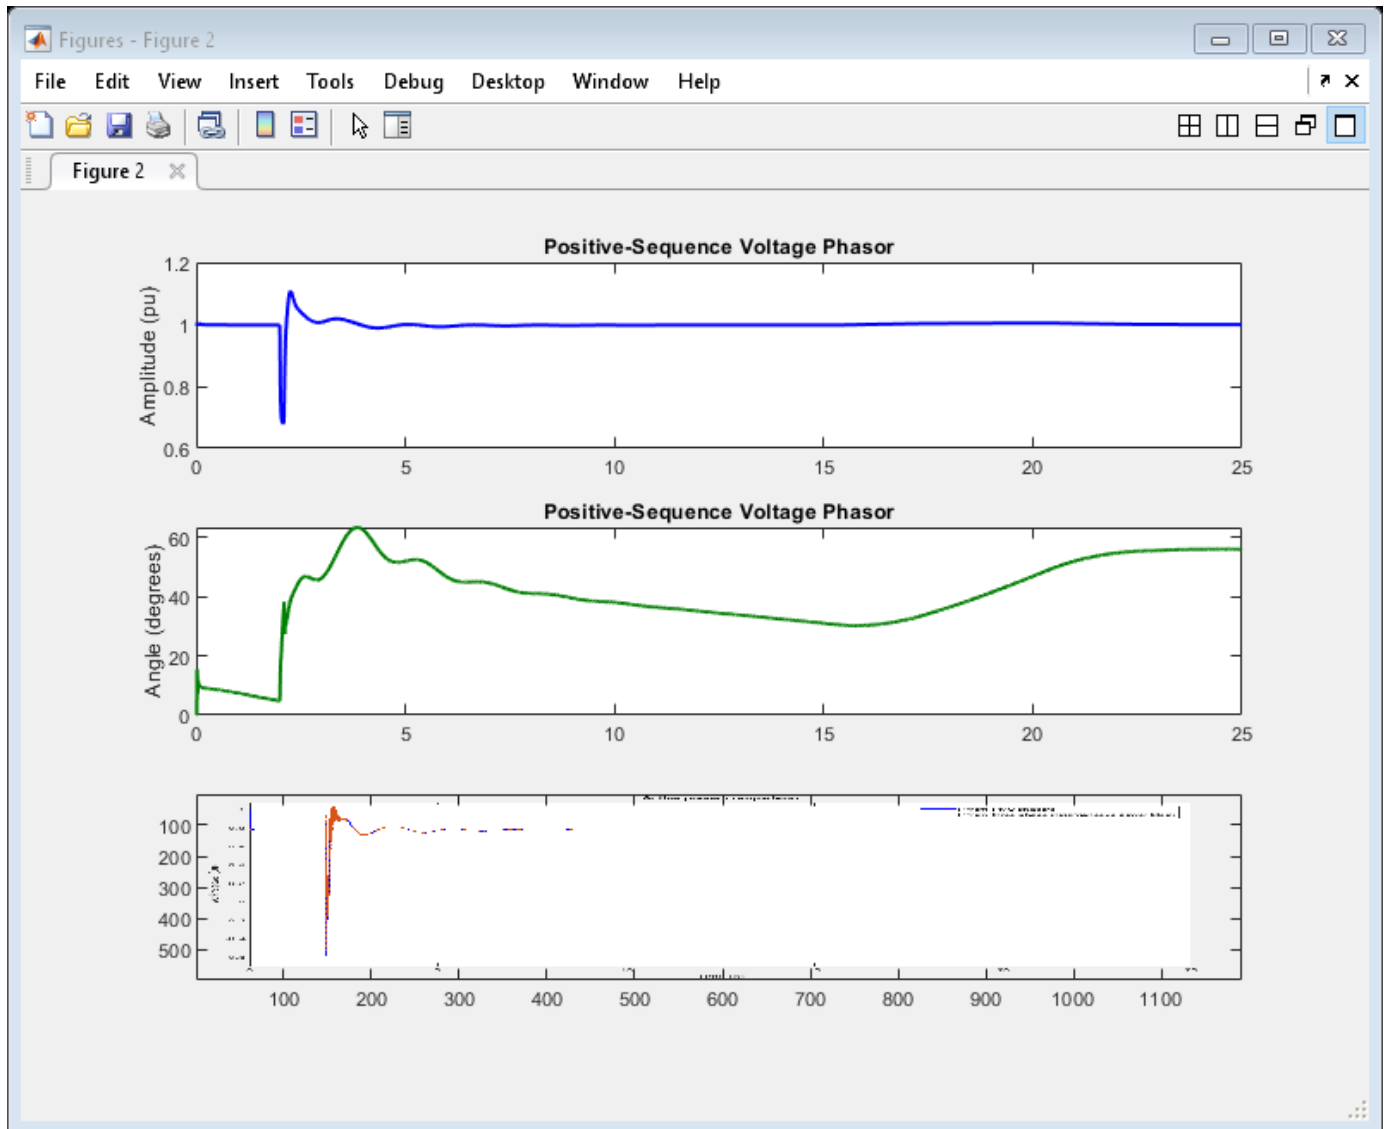 Figures - Figure 2
File Edit View Insert Tools Debug Desktop Window Help
Figure 2
Positive-Sequence Voltage Phasor
Amplitude (pu)
1.2
1
0.8
0.6
0 5 10 15 20 25
Positive-Sequence Voltage Phasor
Angle (degrees)
60
40
20
0
0 5 10 15 20 25
100
200
300
400
500
100 200 300 400 500 600 700 800 900 1000 1100